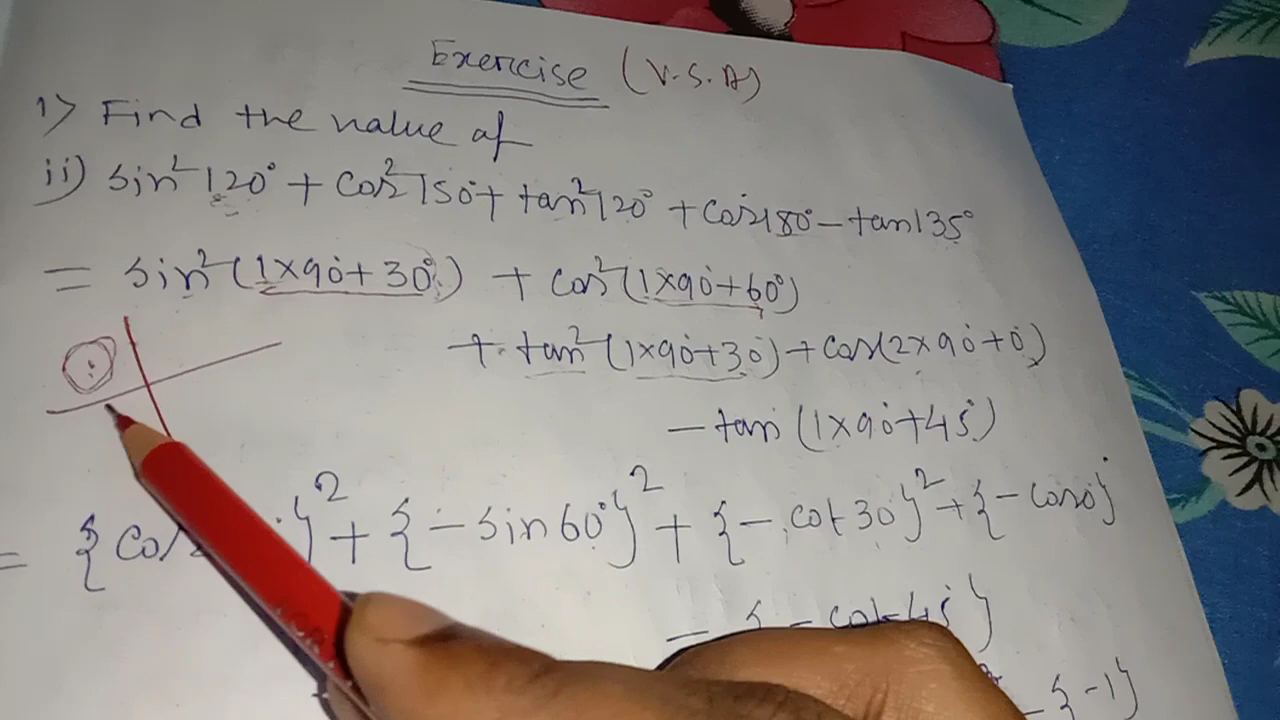 Exercise (V.S.A)
1) Find the value of
ii) sin²120° + cos²150° + tan²120° + cos180° - tan135°
= sin²(1×90°+30°) + cos²(1×90°+60°)
+ tan²(1×90°+30°) + cos(2×90°+0°)
- tan(1×90°+45°)
= {cos }² + {- sin60°}² + {- cot30°}² + {- cos0°}
- {- cot45°}
- {-1}